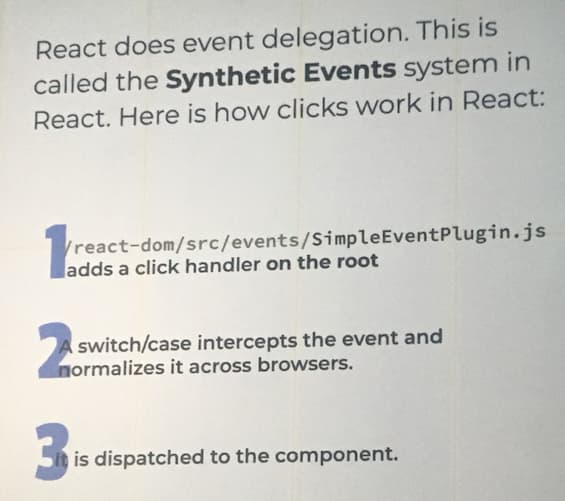 React does event delegation. This is
called the Synthetic Events system in
React. Here is how clicks work in React:
1
/react-dom/src/events/SimpleEventPlugin.js
adds a click handler on the root
2
A switch/case intercepts the event and
normalizes it across browsers.
3
It is dispatched to the component.